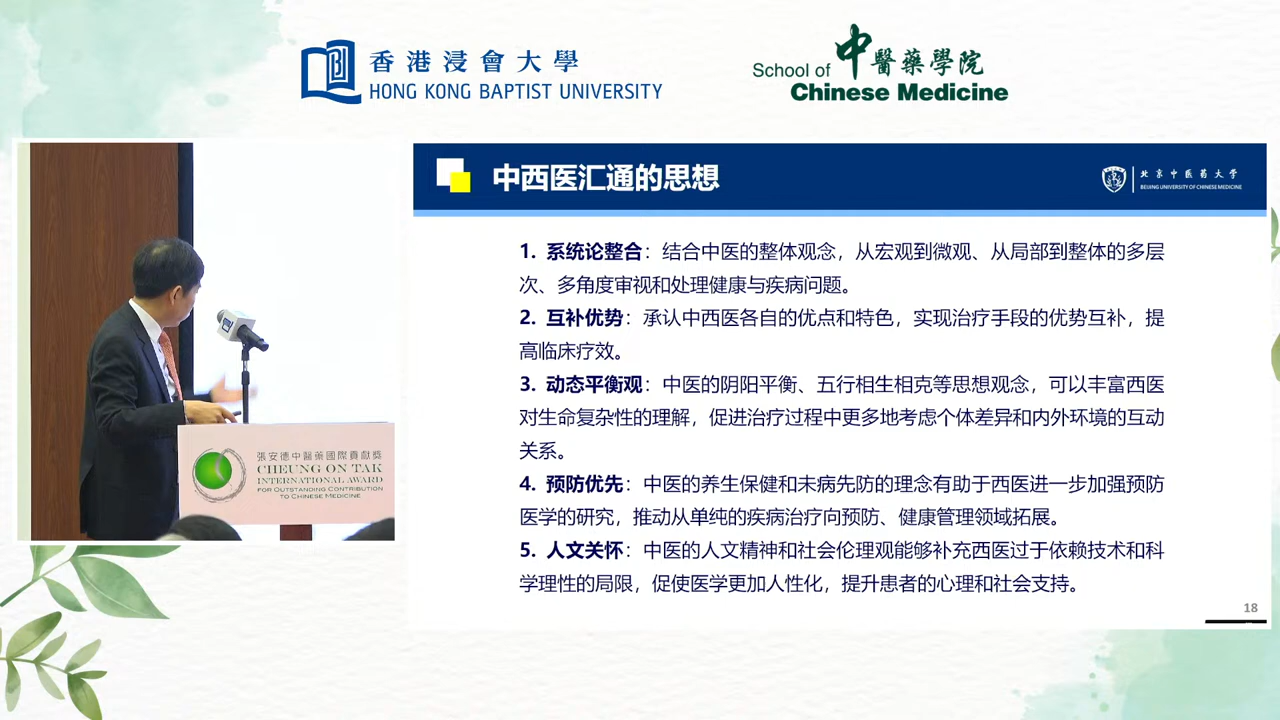 香港浸會大學
HONG KONG BAPTIST UNIVERSITY
School of 中醫藥學院
Chinese Medicine
中西医汇通的思想
北京中医药大学
BEIJING UNIVERSITY OF CHINESE MEDICINE
1. 系统论整合：结合中医的整体观念，从宏观到微观、从局部到整体的多层
次、多角度审视和处理健康与疾病问题。
2. 互补优势：承认中西医各自的优点和特色，实现治疗手段的优势互补，提
高临床疗效。
3. 动态平衡观：中医的阴阳平衡、五行相生相克等思想观念，可以丰富西医
对生命复杂性的理解，促进治疗过程中更多地考虑个体差异和内外环境的互动
关系。
4. 预防优先：中医的养生保健和未病先防的理念有助于西医进一步加强预防
医学的研究，推动从单纯的疾病治疗向预防、健康管理领域拓展。
5. 人文关怀：中医的人文精神和社会伦理观能够补充西医过于依赖技术和科
学理性的局限，促使医学更加人性化，提升患者的心理和社会支持。
18
張安德中醫藥國際貢獻獎
CHEUNG ON TAK
INTERNATIONAL AWARD
FOR OUTSTANDING CONTRIBUTION
TO CHINESE MEDICINE